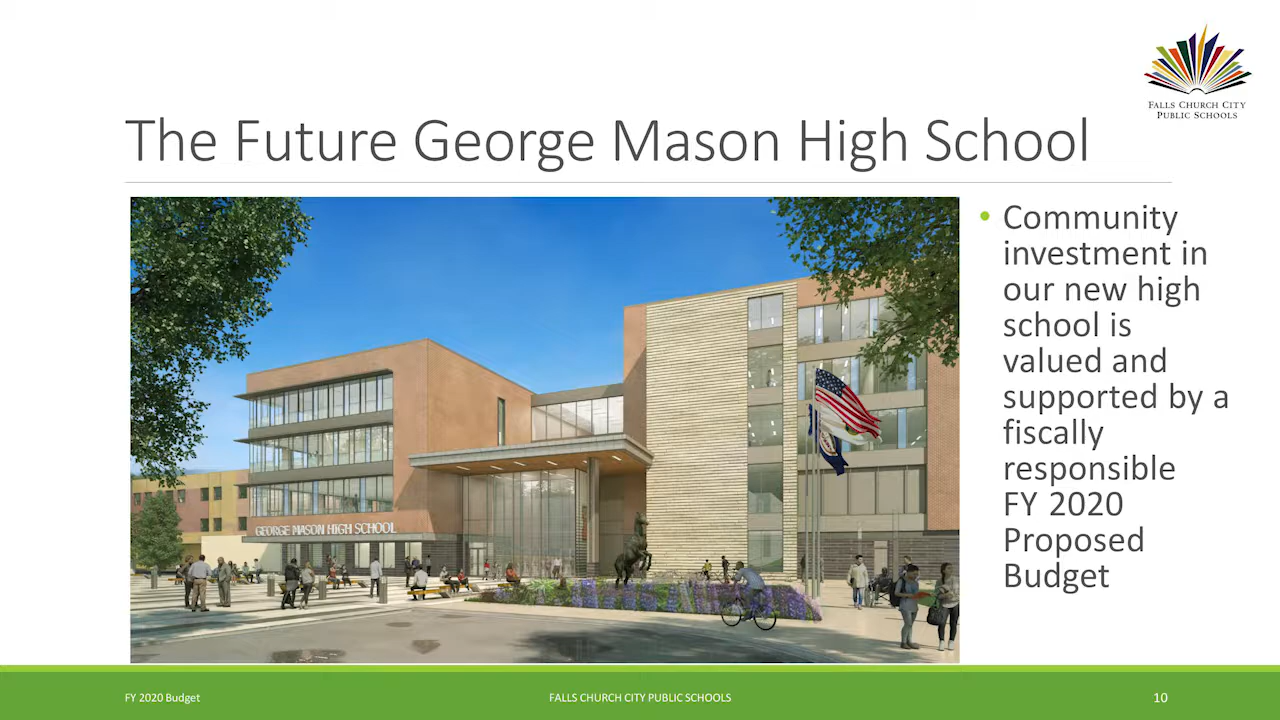 FALLS CHURCH CITY
PUBLIC SCHOOLS
The Future George Mason High School
GEORGE MASON HIGH SCHOOL
• Community
investment in
our new high
school is
valued and
supported by a
fiscally
responsible
FY 2020
Proposed
Budget
FY 2020 Budget
FALLS CHURCH CITY PUBLIC SCHOOLS
10